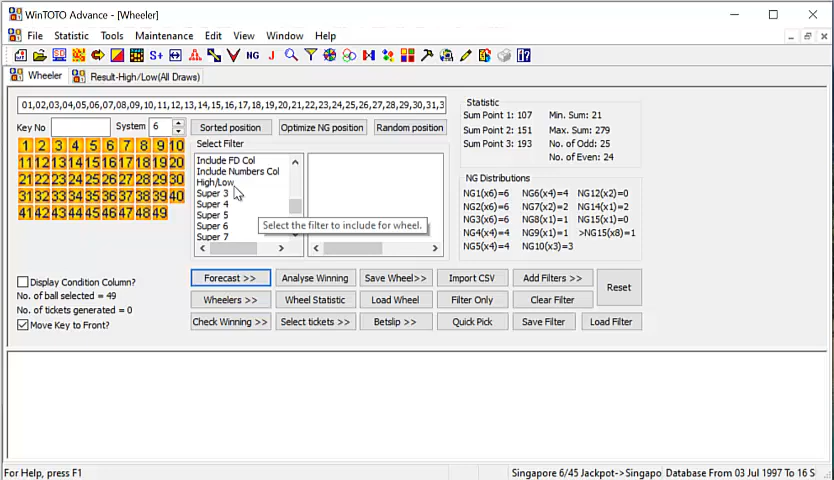 WinTOTO Advance - [Wheeler]
File Statistic Tools Maintenance Edit View Window Help
Wheeler Result-High/Low(All Draws)
01,02,03,04,05,06,07,08,09,10,11,12,13,14,15,16,17,18,19,20,21,22,23,24,25,26,27,28,29,30,31,3
Key No System 6 Sorted position Optimize NG position Random position
1 2 3 4 5 6 7 8 9 10
11 12 13 14 15 16 17 18 19 20
21 22 23 24 25 26 27 28 29 30
31 32 33 34 35 36 37 38 39 40
41 42 43 44 45 46 47 48 49
Select Filter
Include FD Col
Include Numbers Col
High/Low
Super 3
Super 4
Super 5
Super 6
Super 7
Select the filter to include for wheel.
Statistic
Sum Point 1: 107 Min. Sum: 21
Sum Point 2: 151 Max. Sum: 279
Sum Point 3: 193 No. of Odd: 25
No. of Even: 24
NG Distributions
NG1(x6)=6 NG6(x4)=4 NG12(x2)=0
NG2(x6)=6 NG7(x2)=2 NG14(x1)=2
NG3(x6)=6 NG8(x1)=1 NG15(x1)=0
NG4(x4)=4 NG9(x1)=1 >NG15(x8)=1
NG5(x4)=4 NG10(x3)=3
Display Condition Column?
No. of ball selected = 49
No. of tickets generated = 0
Move Key to Front?
Forecast >> Analyse Winning Save Wheel>> Import CSV Add Filters >> Reset
Wheelers >> Wheel Statistic Load Wheel Filter Only Clear Filter
Check Winning >> Select tickets >> Betslip >> Quick Pick Save Filter Load Filter
For Help, press F1 Singapore 6/45 Jackpot->Singapo Database From 03 Jul 1997 To 16 S